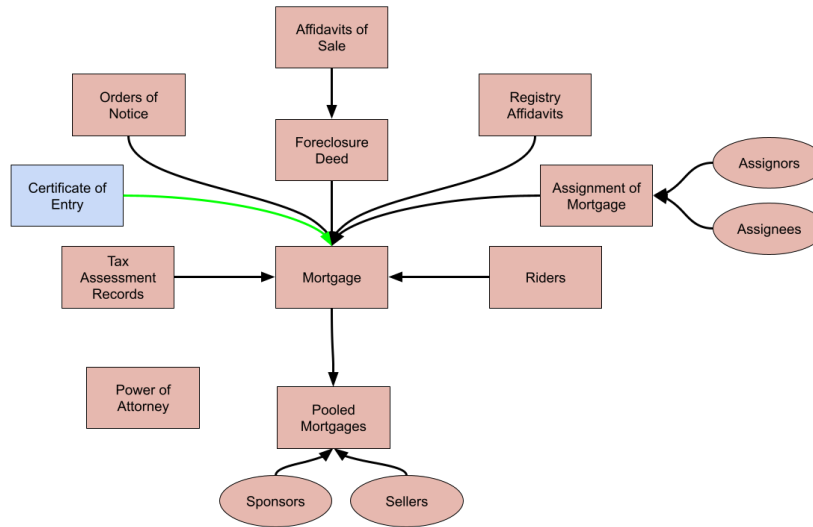 Affidavits of
Sale
Orders of
Notice
Registry
Affidavits
Foreclosure
Deed
Assignors
Certificate of
Entry
Assignment of
Mortgage
Assignees
Tax
Assessment
Records
Mortgage
Riders
Power of
Attorney
Pooled
Mortgages
Sponsors
Sellers